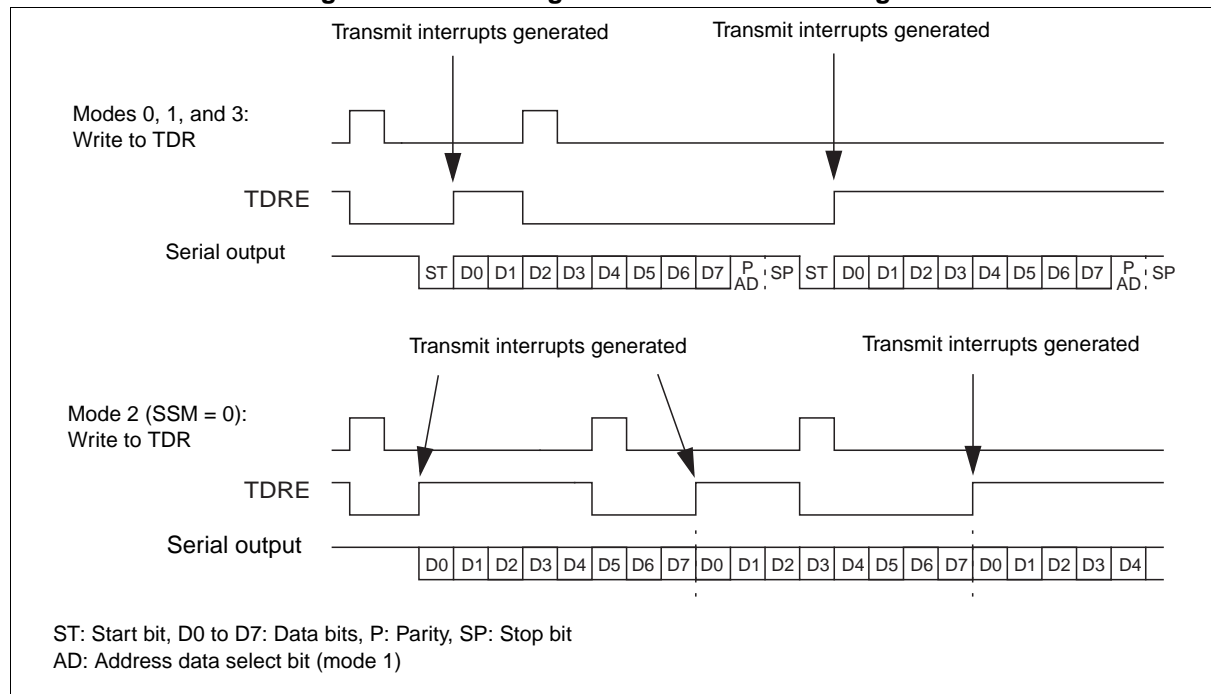 Transmit interrupts generated
Transmit interrupts generated
Modes 0, 1, and 3:
Write to TDR
TDRE
Serial output
ST D0 D1 D2 D3 D4 D5 D6 D7 P AD SP ST D0 D1 D2 D3 D4 D5 D6 D7 P AD SP
Transmit interrupts generated
Transmit interrupts generated
Mode 2 (SSM = 0):
Write to TDR
TDRE
Serial output
D0 D1 D2 D3 D4 D5 D6 D7 D0 D1 D2 D3 D4 D5 D6 D7 D0 D1 D2 D3 D4
ST: Start bit, D0 to D7: Data bits, P: Parity, SP: Stop bit
AD: Address data select bit (mode 1)